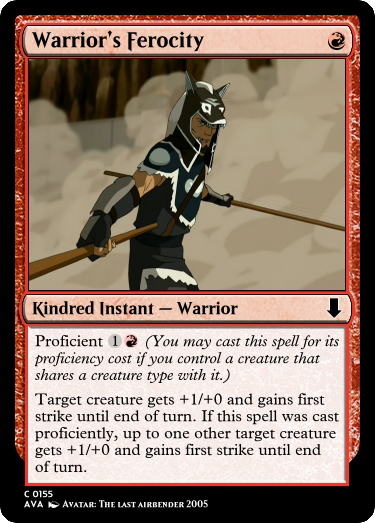 Warrior's Ferocity
Kindred Instant — Warrior
Proficient 1 (You may cast this spell for its
proficiency cost if you control a creature that
shares a creature type with it.)
Target creature gets +1/+0 and gains first
strike until end of turn. If this spell was cast
proficiently, up to one other target creature
gets +1/+0 and gains first strike until end
of turn.
C 0155
AVA Avatar: The last airbender 2005